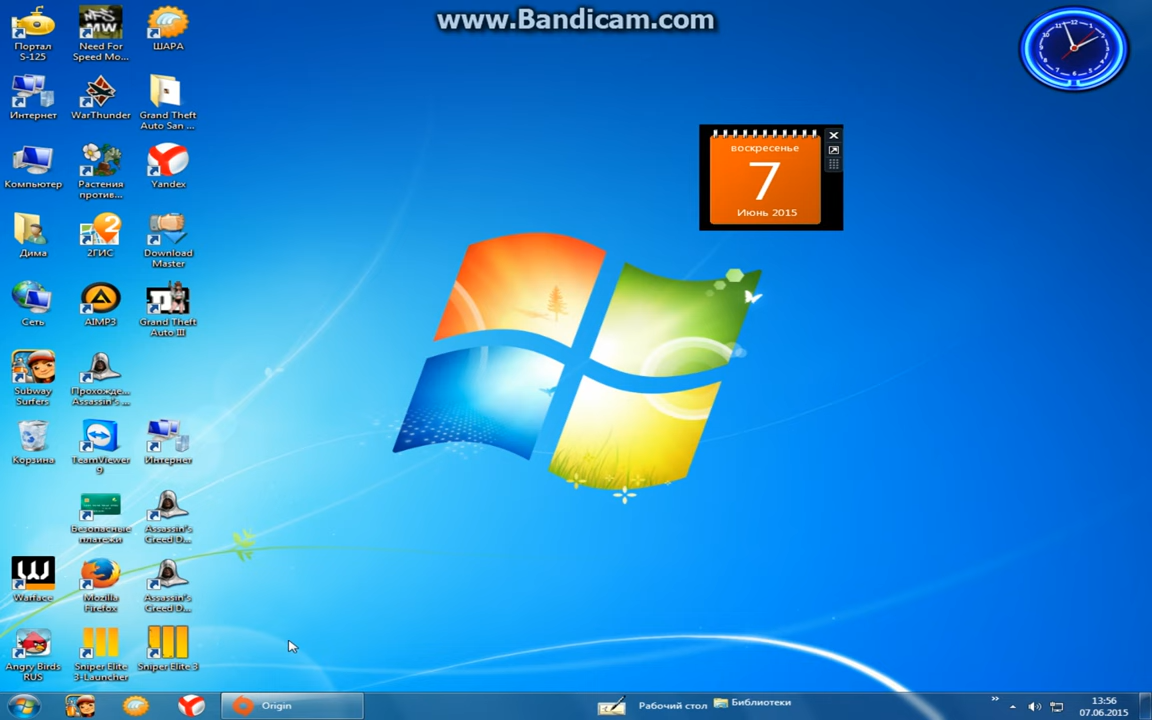 www.Bandicam.com
Портал
S-125
Need For
Speed Mo...
ШАРА
Интернет
WarThunder
Grand Theft
Auto San ...
Компьютер
Растения
против...
Yandex
Дима
2ГИС
Download
Master
Сеть
AIMP3
Grand Theft
Auto III
Subway
Surfers
Прохожде...
Assassin's ...
Корзина
TeamViewer
9
Интернет
Безопасные
платежи
Assassin's
Creed D...
Warface
Mozilla
Firefox
Assassin's
Creed D...
Angry Birds
RUS
Sniper Elite
3-Launcher
Sniper Elite 3
воскресенье
7
Июнь 2015
Origin
Рабочий стол
Библиотеки
13:56
07.06.2015